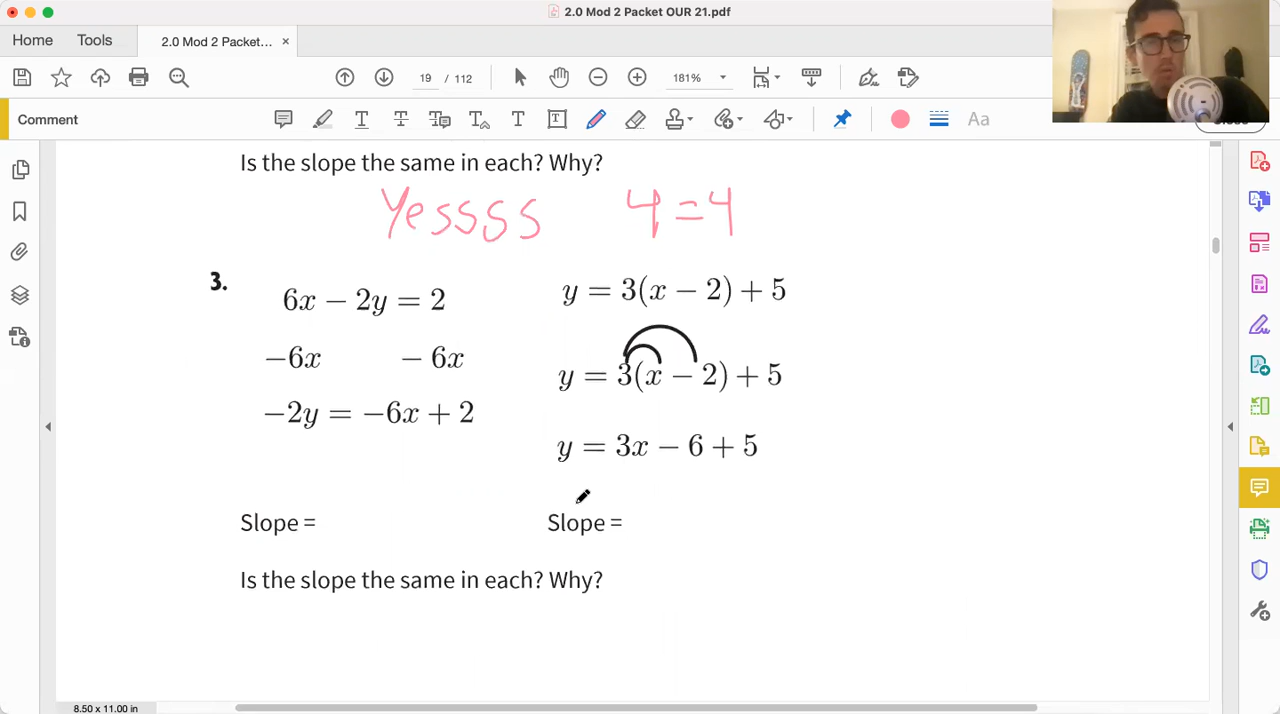 2.0 Mod 2 Packet OUR 21.pdf
Home Tools 2.0 Mod 2 Packet... ×
19 / 112 181%
Comment Aa
Is the slope the same in each? Why?
Yessss 4=4
3.
6x − 2y = 2
−6x − 6x
−2y = −6x + 2
Slope =
y = 3(x − 2) + 5
y = 3(x − 2) + 5
y = 3x − 6 + 5
Slope =
Is the slope the same in each? Why?
8.50 x 11.00 in